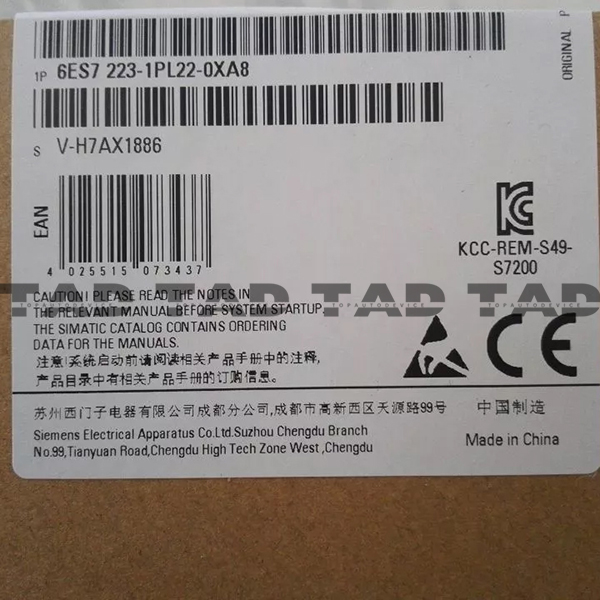 1P 6ES7 223-1PL22-0XA8
ORIGINAL P
S V-H7AX1886
EAN
4 025515 073437
KCC-REM-S49-
S7200
TAD TAD TAD TAD
TOPAUTODEVICE TOPAUTODEVICE TOPAUTODEVICE TOPAUTODEVICE
CAUTION! PLEASE READ THE NOTES IN
THE RELEVANT MANUAL BEFORE SYSTEM STARTUP.
THE SIMATIC CATALOG CONTAINS ORDERING
DATA FOR THE MANUALS.
注意!系统启动前请阅读相关产品手册中的注释,
产品目录中有相关产品手册的订购信息。
CE
苏州西门子电器有限公司成都分公司,成都市高新西区天源路99号
中国制造
Siemens Electrical Apparatus Co.Ltd.Suzhou Chengdu Branch
No.99,Tianyuan Road,Chengdu High Tech Zone West ,Chengdu
Made in China